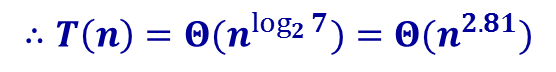 ∴ T(n) = Θ(n^{log₂ 7}) = Θ(n^{2.81})